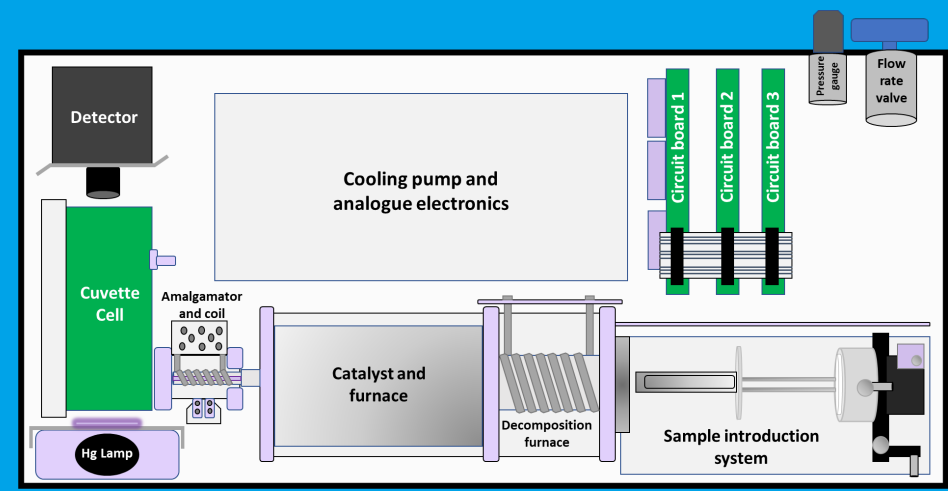 Detector
Cooling pump and
analogue electronics
Circuit board 1
Circuit board 2
Circuit board 3
Pressure
gauge
Flow
rate
valve
Cuvette
Cell
Amalgamator
and coil
Catalyst and
furnace
Decomposition
furnace
Sample introduction
system
Hg Lamp